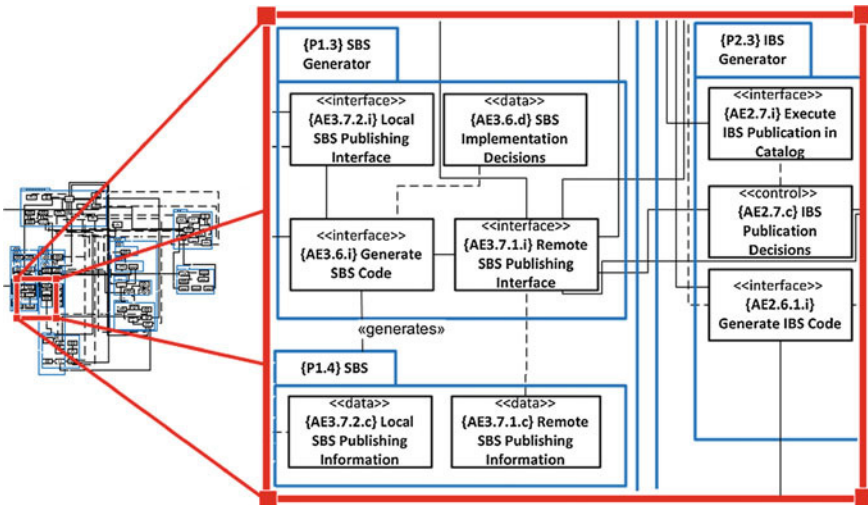 {P1.3} SBS
Generator
<<interface>>
{AE3.7.2.i} Local
SBS Publishing
Interface
<<data>>
{AE3.6.d} SBS
Implementation
Decisions
<<interface>>
{AE3.6.i} Generate
SBS Code
<<interface>>
{AE3.7.1.i} Remote
SBS Publishing
Interface
«generates»
{P1.4} SBS
<<data>>
{AE3.7.2.c} Local
SBS Publishing
Information
<<data>>
{AE3.7.1.c} Remote
SBS Publishing
Information
{P2.3} IBS
Generator
<<interface>>
{AE2.7.i} Execute
IBS Publication in
Catalog
<<control>>
{AE2.7.c} IBS
Publication
Decisions
<<interface>>
{AE2.6.1.i}
Generate IBS Code